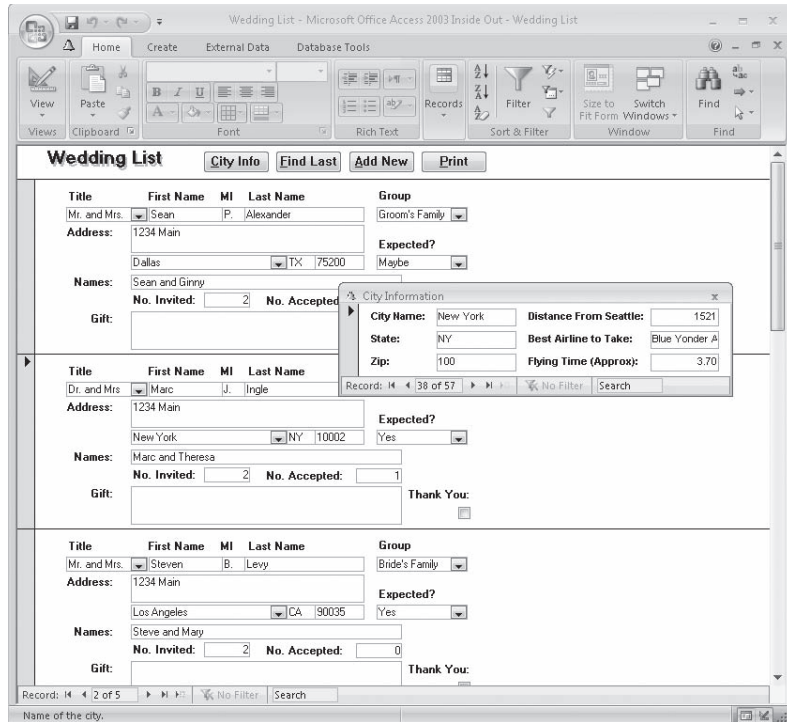 Wedding List - Microsoft Office Access 2003 Inside Out - Wedding List
Home Create External Data Database Tools
View Paste B I U A Records Filter Size to Fit Form Switch Windows Find
Views Clipboard Font Rich Text Sort & Filter Window Find
Wedding List City Info Find Last Add New Print
Title First Name MI Last Name Group
Mr. and Mrs. Sean P. Alexander Groom's Family
Address: 1234 Main
Expected?
Dallas TX 75200 Maybe
Names: Sean and Ginny
No. Invited: 2 No. Accepted
Gift:
City Information
City Name: New York Distance From Seattle: 1521
State: NY Best Airline to Take: Blue Yonder A
Zip: 100 Flying Time (Approx): 3.70
Record: 38 of 57 No Filter Search
Title First Name MI Last Name
Dr. and Mrs Marc J. Ingle
Address: 1234 Main
Expected?
New York NY 10002 Yes
Names: Marc and Theresa
No. Invited: 2 No. Accepted: 1
Gift: Thank You:
Title First Name MI Last Name Group
Mr. and Mrs. Steven B. Levy Bride's Family
Address: 1234 Main
Expected?
Los Angeles CA 90035 Yes
Names: Steve and Mary
No. Invited: 2 No. Accepted: 0
Gift: Thank You:
Record: 2 of 5 No Filter Search
Name of the city.